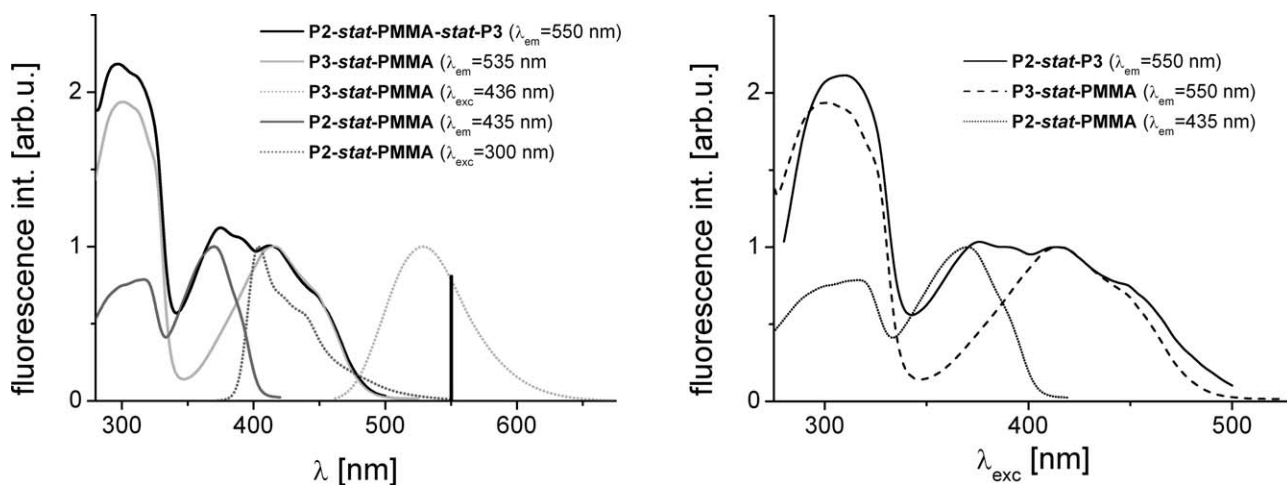 P2-stat-PMMA-stat-P3 (λem=550 nm)
P3-stat-PMMA (λem=535 nm
P3-stat-PMMA (λexc=436 nm)
P2-stat-PMMA (λem=435 nm)
P2-stat-PMMA (λexc=300 nm)
fluorescence int. [arb.u.]
2
1
0
300
400
500
600
λ [nm]
P2-stat-P3 (λem=550 nm)
P3-stat-PMMA (λem=550 nm)
P2-stat-PMMA (λem=435 nm)
fluorescence int. [arb.u.]
2
1
0
300
400
500
λexc [nm]